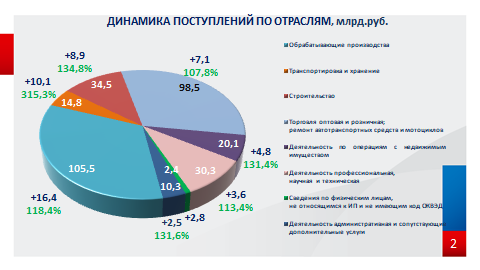 ДИНАМИКА ПОСТУПЛЕНИЙ ПО ОТРАСЛЯМ, млрд.руб.
+8,9
134,8%
+7,1
107,8%
+10,1
315,3%
34,5
98,5
14,8
20,1
+4,8
131,4%
105,5
2,4
30,3
10,3
+3,6
113,4%
+16,4
118,4%
+2,5
131,6%
+2,8
Обрабатывающие производства
Транспортировка и хранение
Строительство
Торговля оптовая и розничная;
ремонт автотранспортных средств и мотоциклов
Деятельность по операциям с недвижимым
имуществом
Деятельность профессиональная,
научная и техническая
Сведения по физическим лицам,
не относимся к ИП и не имеющим код ОКВЭД
Деятельность административная и сопутствующие
дополнительные услуги
2